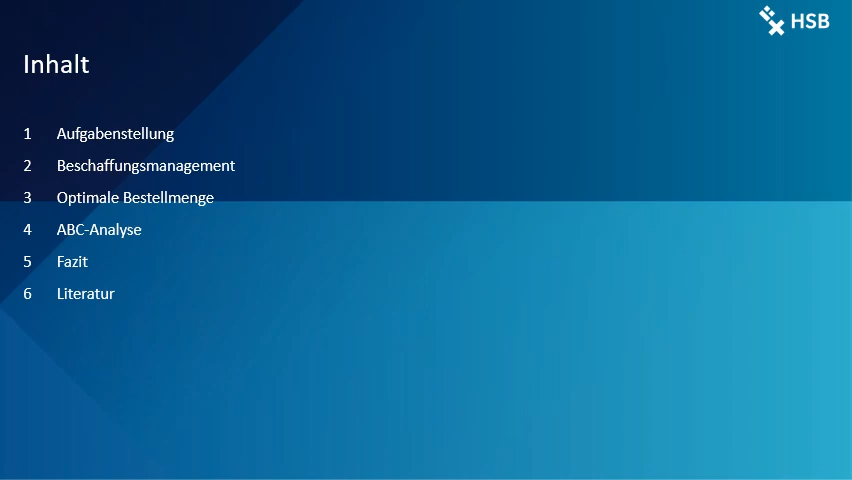 HSB
Inhalt
1 Aufgabenstellung
2 Beschaffungsmanagement
3 Optimale Bestellmenge
4 ABC-Analyse
5 Fazit
6 Literatur